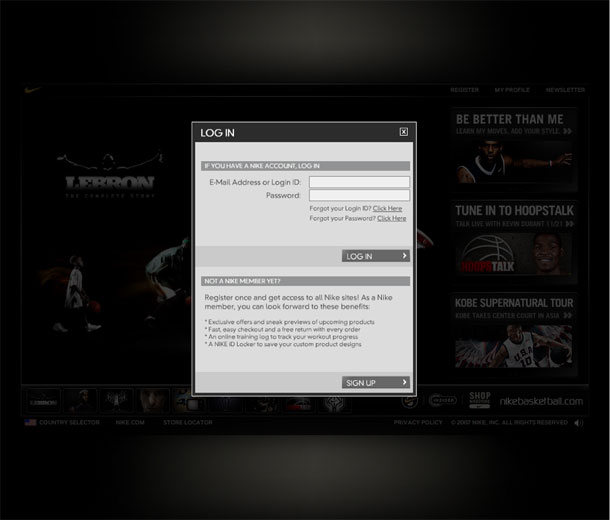 REGISTER
MY PROFILE
NEWSLETTER
LEBRON
THE COMPLETE STORY
BE BETTER THAN ME
LEARN MY MOVES, ADD YOUR STYLE.
TUNE IN TO HOOPSTALK
TALK LIVE WITH KEVIN DURANT 11/21
HOOPSTALK
KOBE SUPERNATURAL TOUR
KOBE TAKES CENTER COURT IN ASIA
USA
10
LOG IN
X
IF YOU HAVE A NIKE ACCOUNT, LOG IN
E-Mail Address or Login ID:
Password:
Forgot your Login ID? Click Here
Forgot your Password? Click Here
LOG IN
NOT A NIKE MEMBER YET?
Register once and get access to all Nike sites! As a Nike
member, you can look forward to these benefits:
* Exclusive offers and sneak previews of upcoming products
* Fast, easy checkout and a free return with every order
* An online training log to track your workout progress
* A NIKE ID Locker to save your custom product designs
SIGN UP
LEBRON
SHOP
nikebasketball.com
COUNTRY SELECTOR
NIKE.COM
STORE LOCATOR
PRIVACY POLICY
© 2007 NIKE, INC. ALL RIGHTS RESERVED